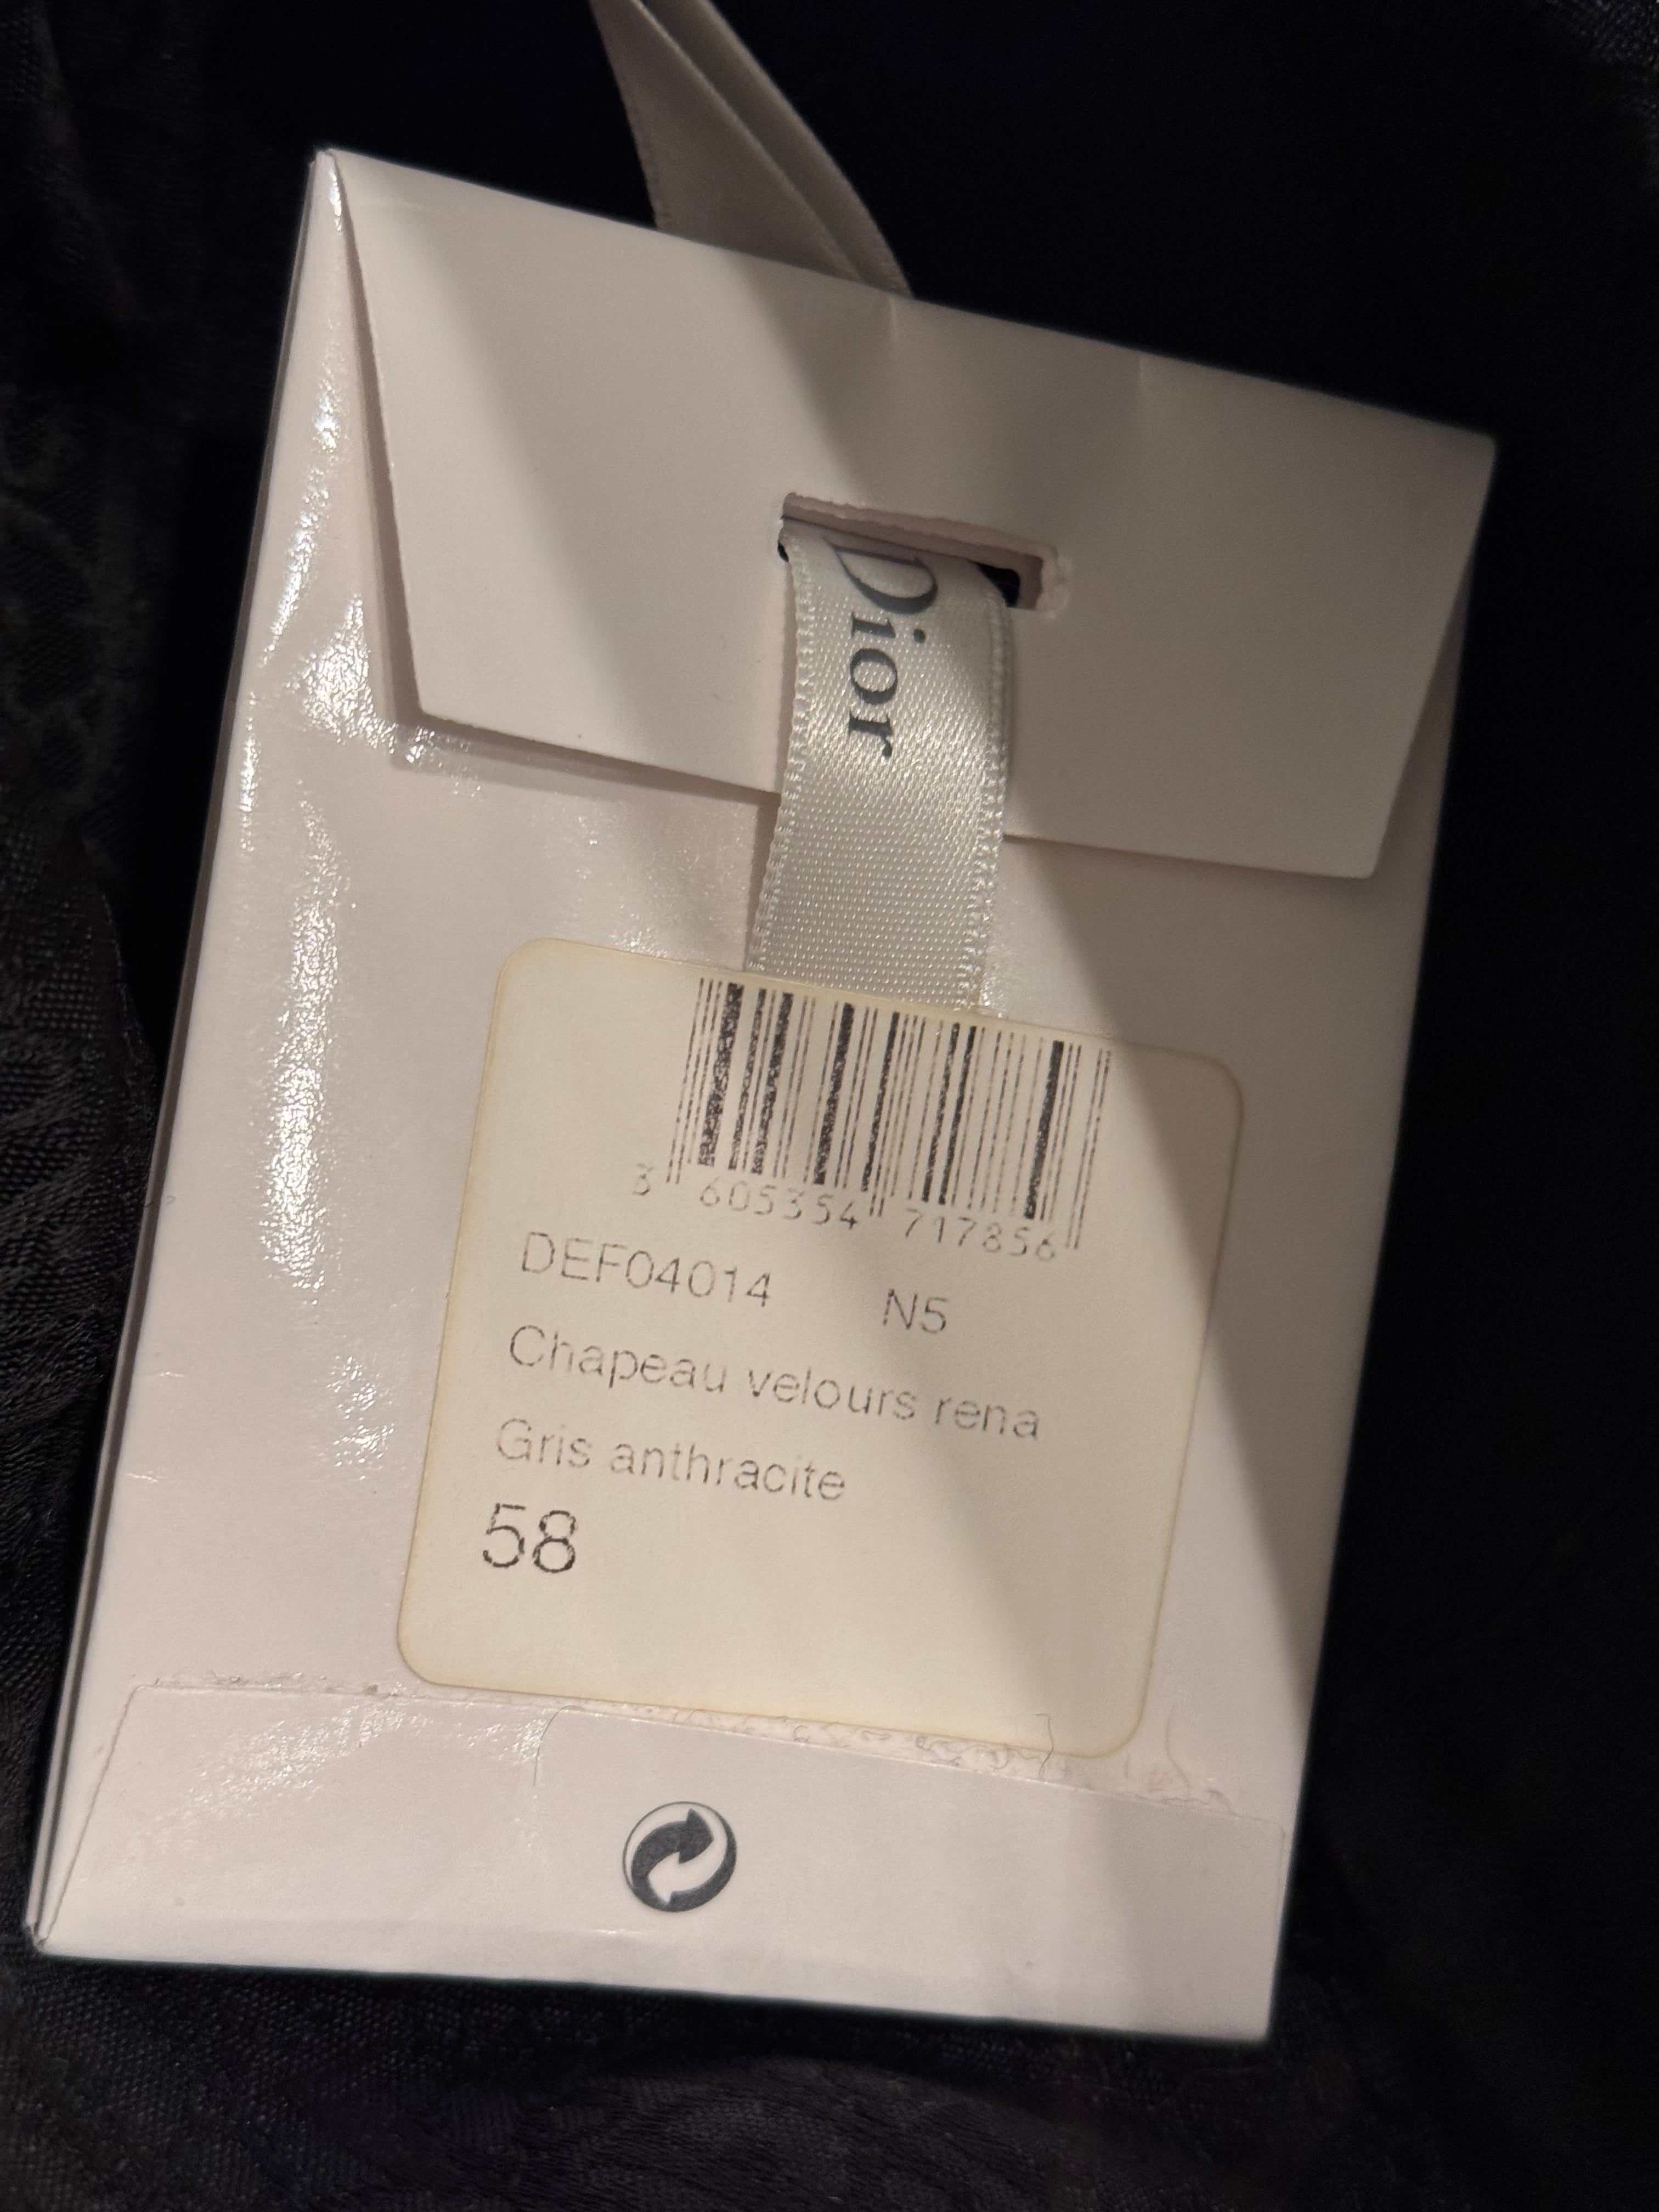 Dior
3 605354 717856
DEF04014 N5
Chapeau velours rena
Gris anthracite
58